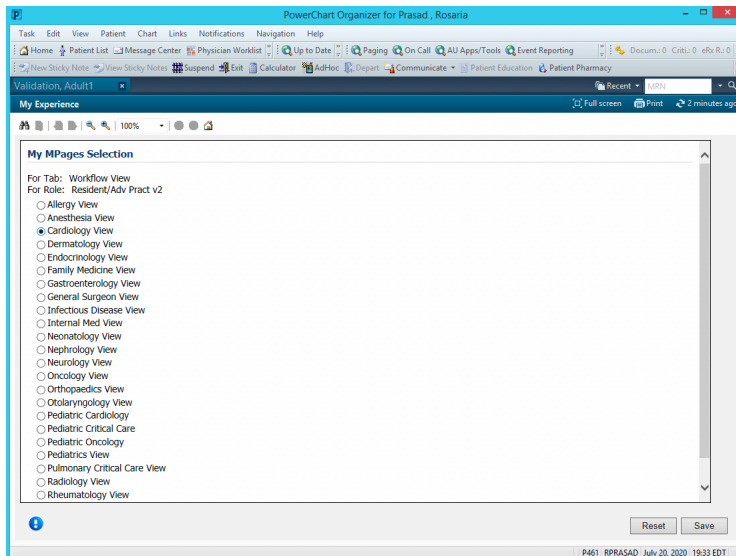 P PowerChart Organizer for Prasad , Rosaria
Task Edit View Patient Chart Links Notifications Navigation Help
Home Patient List Message Center Physician Worklist Up to Date Paging On Call AU Apps/Tools Event Reporting Docum.: 0 Criti.: 0 eRx R.: 0
New Sticky Note View Sticky Notes Suspend Exit Calculator AdHoc Depart Communicate Patient Education Patient Pharmacy
Validation, Adult1 Recent MRN
My Experience Full screen Print 2 minutes ago
100%
My MPages Selection
For Tab: Workflow View
For Role: Resident/Adv Pract v2
Allergy View
Anesthesia View
Cardiology View
Dermatology View
Endocrinology View
Family Medicine View
Gastroenterology View
General Surgeon View
Infectious Disease View
Internal Med View
Neonatology View
Nephrology View
Neurology View
Oncology View
Orthopaedics View
Otolaryngology View
Pediatric Cardiology
Pediatric Critical Care
Pediatric Oncology
Pediatrics View
Pulmonary Critical Care View
Radiology View
Rheumatology View
Reset Save
P461 RPRASAD July 20, 2020 19:33 EDT